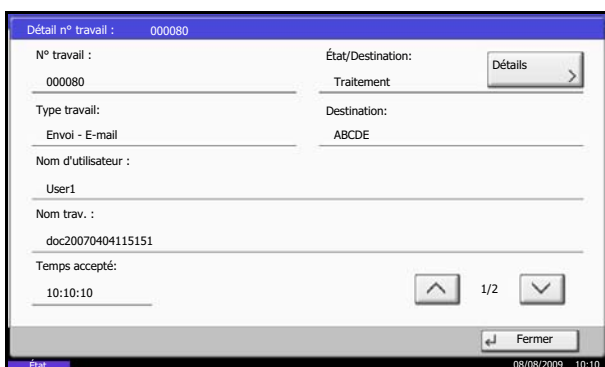 Détail n° travail : 000080
N° travail :
000080
État/Destination:
Traitement
Détails
Type travail:
Envoi - E-mail
Destination:
ABCDE
Nom d'utilisateur :
User1
Nom trav. :
doc20070404115151
Temps accepté:
10:10:10
1/2
Fermer
État
08/08/2009 10:10